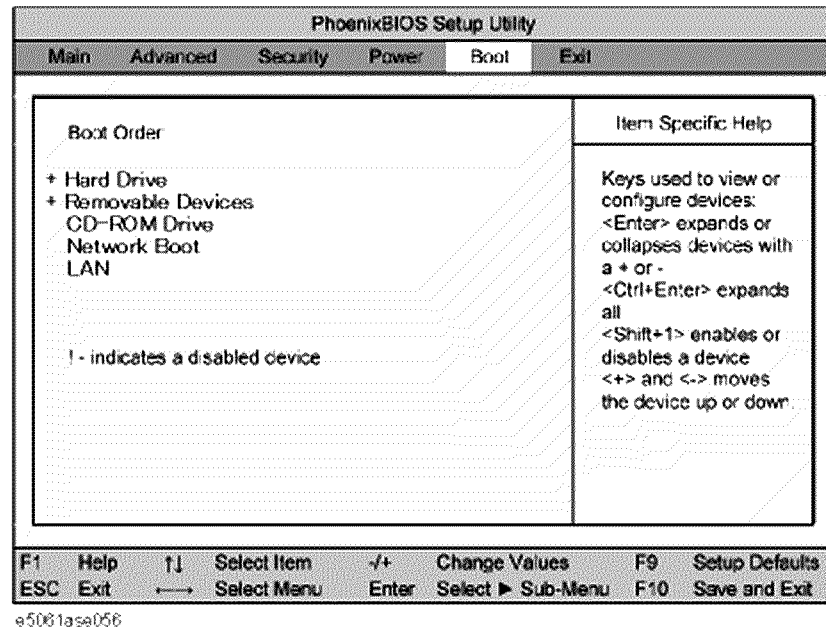 PhoenixBIOS Setup Utility
Main Advanced Security Power Boot Exit
Boot Order
+ Hard Drive
+ Removable Devices
CD-ROM Drive
Network Boot
LAN
! - indicates a disabled device
Item Specific Help
Keys used to view or
configure devices:
<Enter> expands or
collapses devices with
a + or -
<Ctrl+Enter> expands
all
<Shift+1> enables or
disables a device
<+> and <-> moves
the device up or down.
F1 Help ↑↓ Select Item -/+ Change Values F9 Setup Defaults
ESC Exit ←→ Select Menu Enter Select ▶ Sub-Menu F10 Save and Exit
e5061ase056